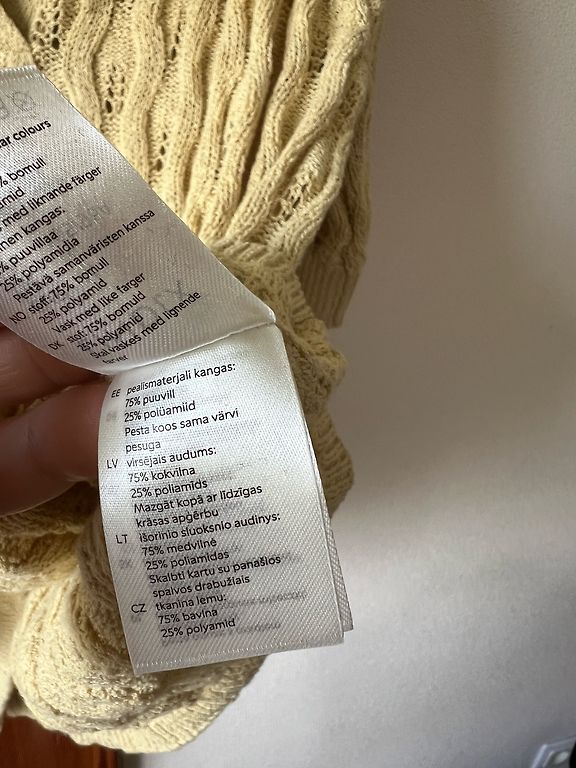 ar colours
% bomull
amid
s med liknande färger
nen kangas:
% puuvillaa
25% polyamidia
Pestävä samanväristen kanssa
NO stoff: 75% bomull
25% polyamid
Vask med like farger
DK stof: 75% bomuld
25% polyamid
Skal vaskes med lignende
farver
EE pealismaterjali kangas:
75% puuvill
25% polüamiid
Pesta koos sama värvi
pesuga
LV virsējais audums:
75% kokvilna
25% poliamīds
Mazgāt kopā ar līdzīgas
krāsas apģērbu
LT išorinio sluoksnio audinys:
75% medvilnė
25% poliamidas
Skalbti kartu su panašios
spalvos drabužiais
CZ tkanina lemu:
75% bavlna
25% polyamid